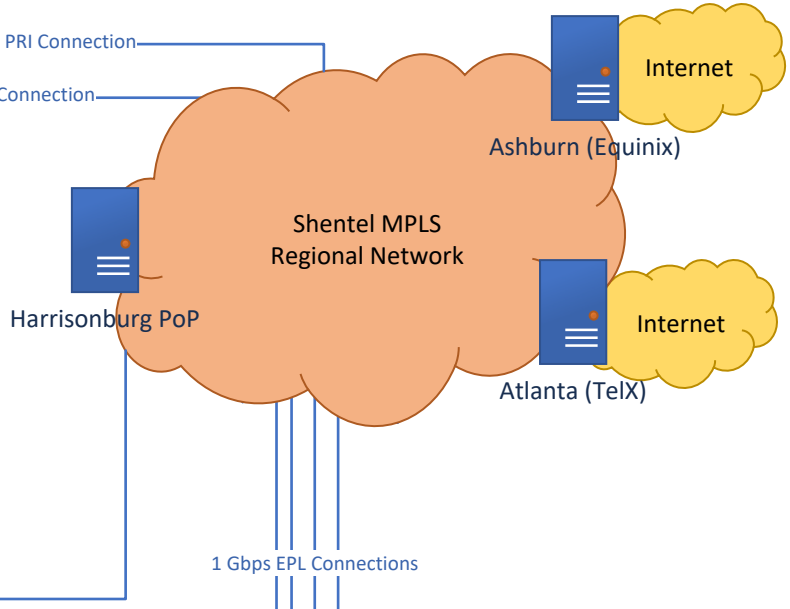 PRI Connection
Internet
Connection
Ashburn (Equinix)
Shentel MPLS
Regional Network
Harrisonburg PoP
Internet
Atlanta (TelX)
1 Gbps EPL Connections